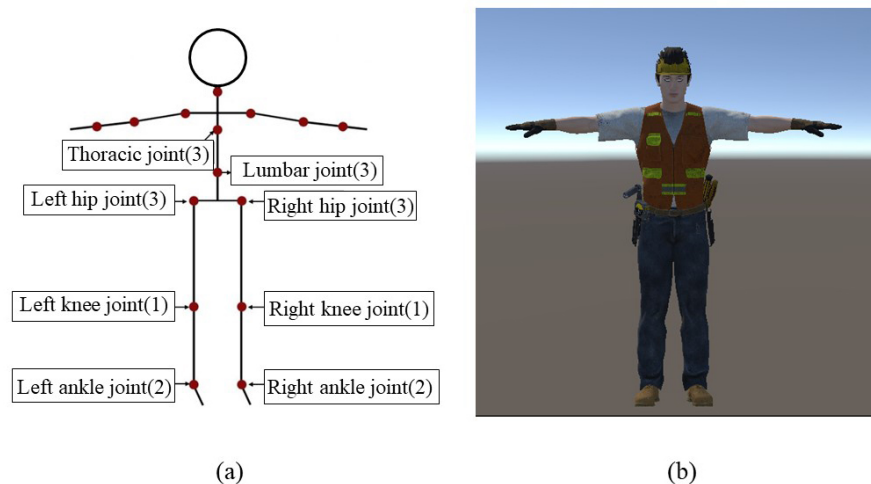 Thoracic joint(3)
Lumbar joint(3)
Left hip joint(3)
Right hip joint(3)
Left knee joint(1)
Right knee joint(1)
Left ankle joint(2)
Right ankle joint(2)
(a)
(b)